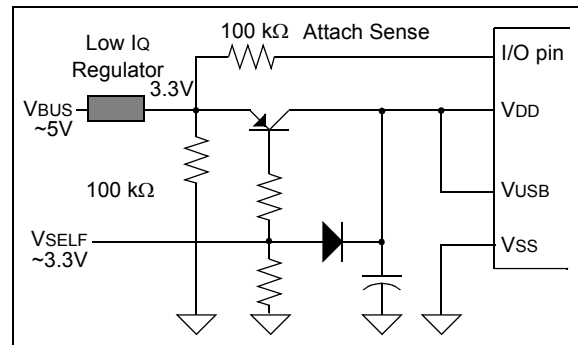 100 kΩ Attach Sense
Low IQ
Regulator
3.3V
I/O pin
VBUS
~5V
VDD
100 kΩ
VUSB
VSELF
~3.3V
VSS